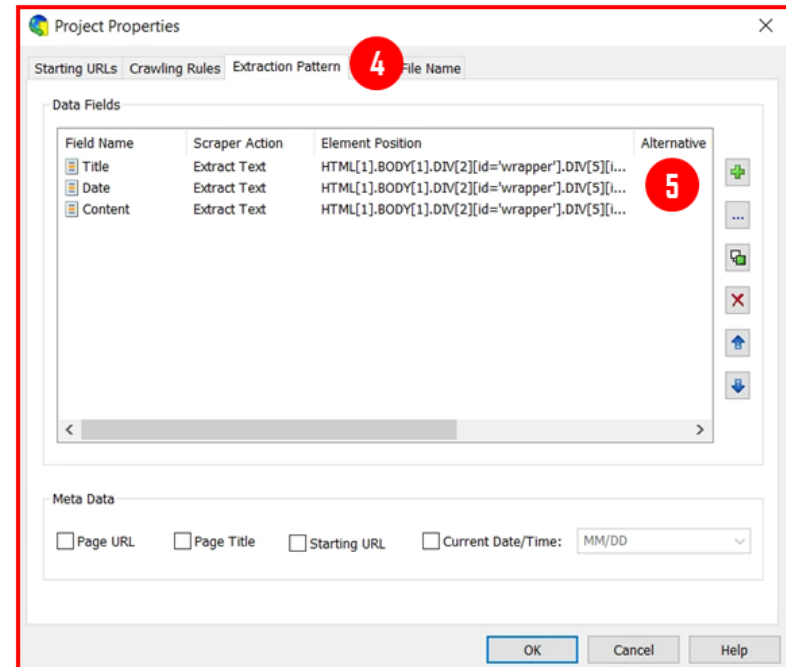 Project Properties
Starting URLs Crawling Rules Extraction Pattern 4 File Name
Data Fields
Field Name Scraper Action Element Position Alternative
Title Extract Text HTML[1].BODY[1].DIV[2][id='wrapper'].DIV[5][i...
Date Extract Text HTML[1].BODY[1].DIV[2][id='wrapper'].DIV[5][i...
Content Extract Text HTML[1].BODY[1].DIV[2][id='wrapper'].DIV[5][i...
5
...
Meta Data
Page URL Page Title Starting URL Current Date/Time: MM/DD
OK Cancel Help